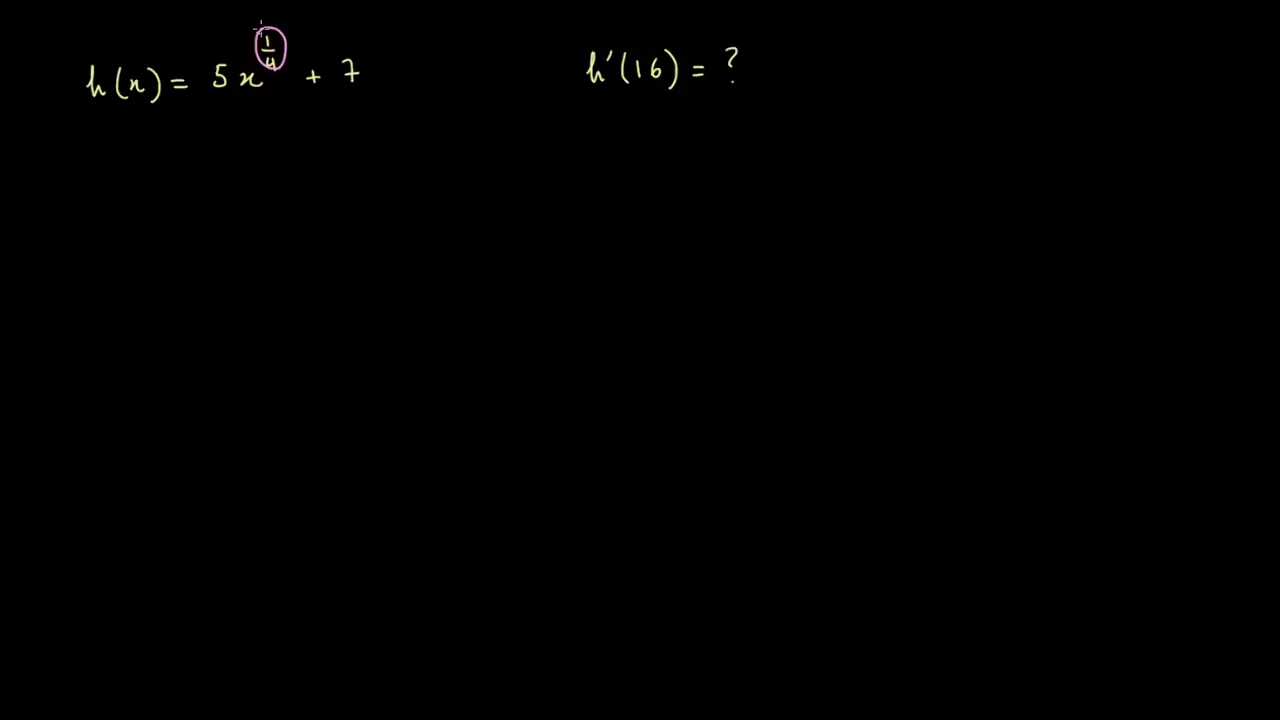 h(x) = 5x^{1/4} + 7
h'(16) = ?